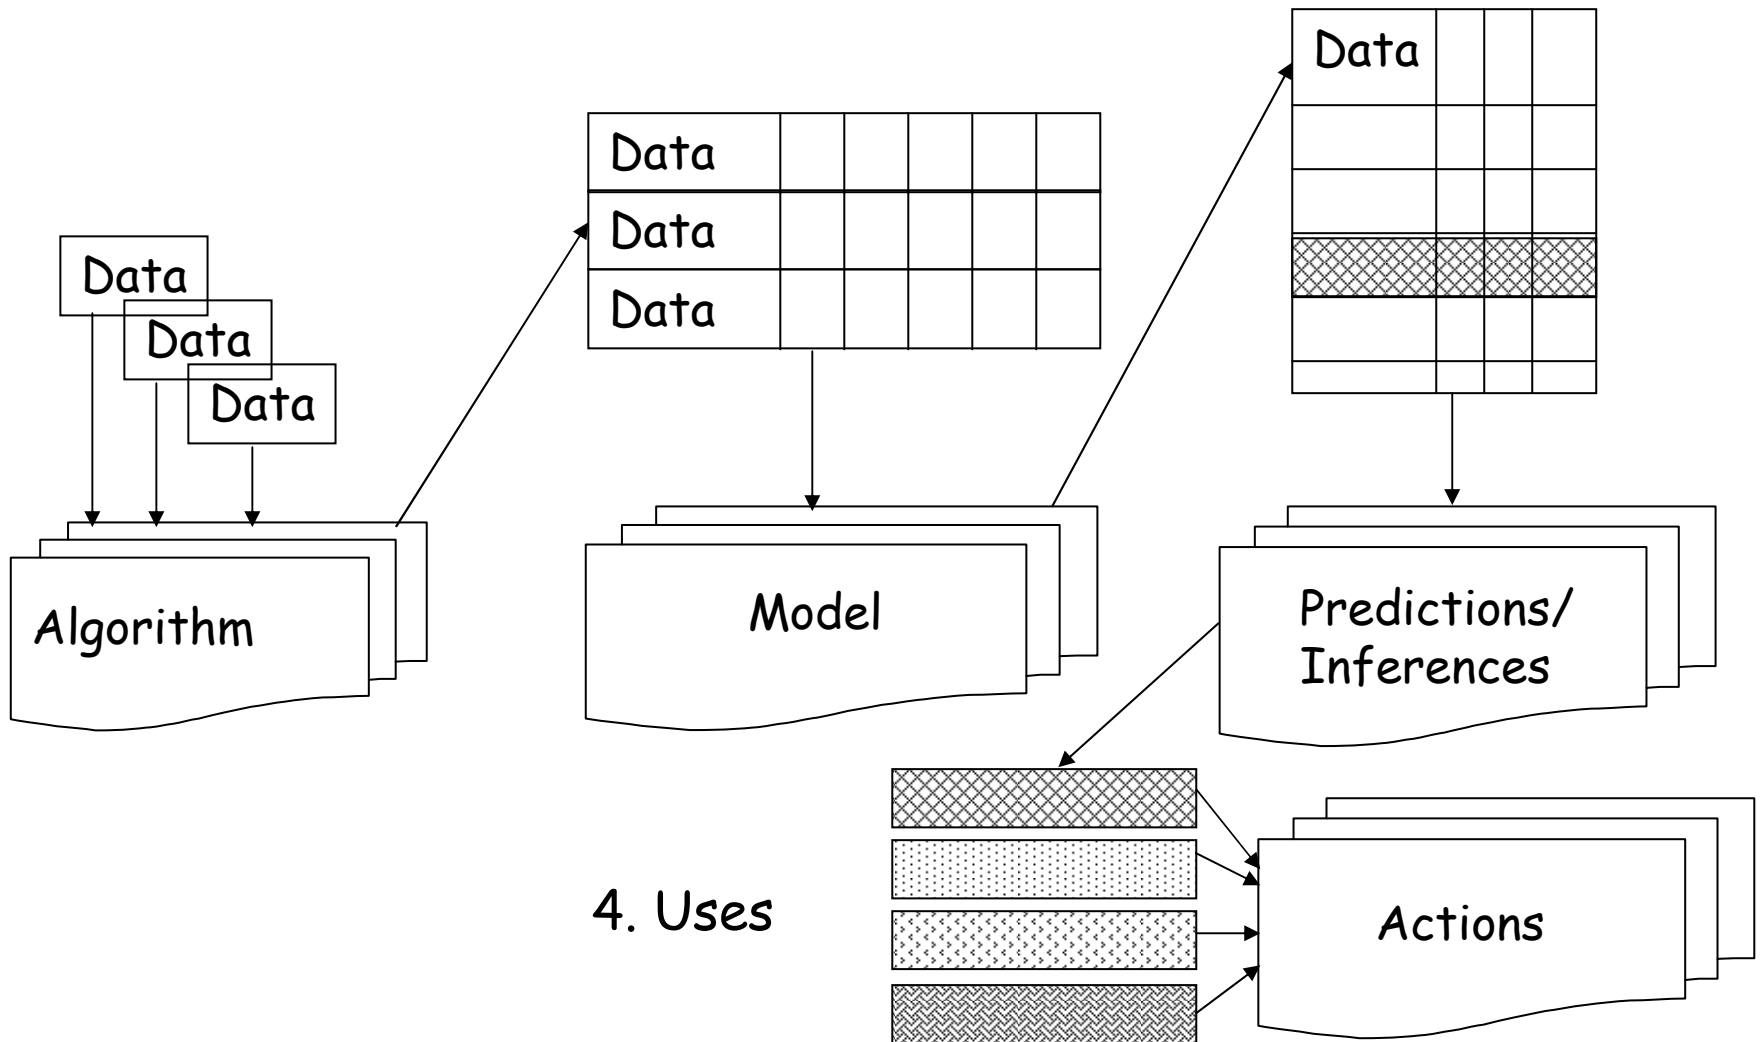 Data
Data
Data
Algorithm
Data
Data
Data
Model
Data
Predictions/
Inferences
4. Uses
Actions